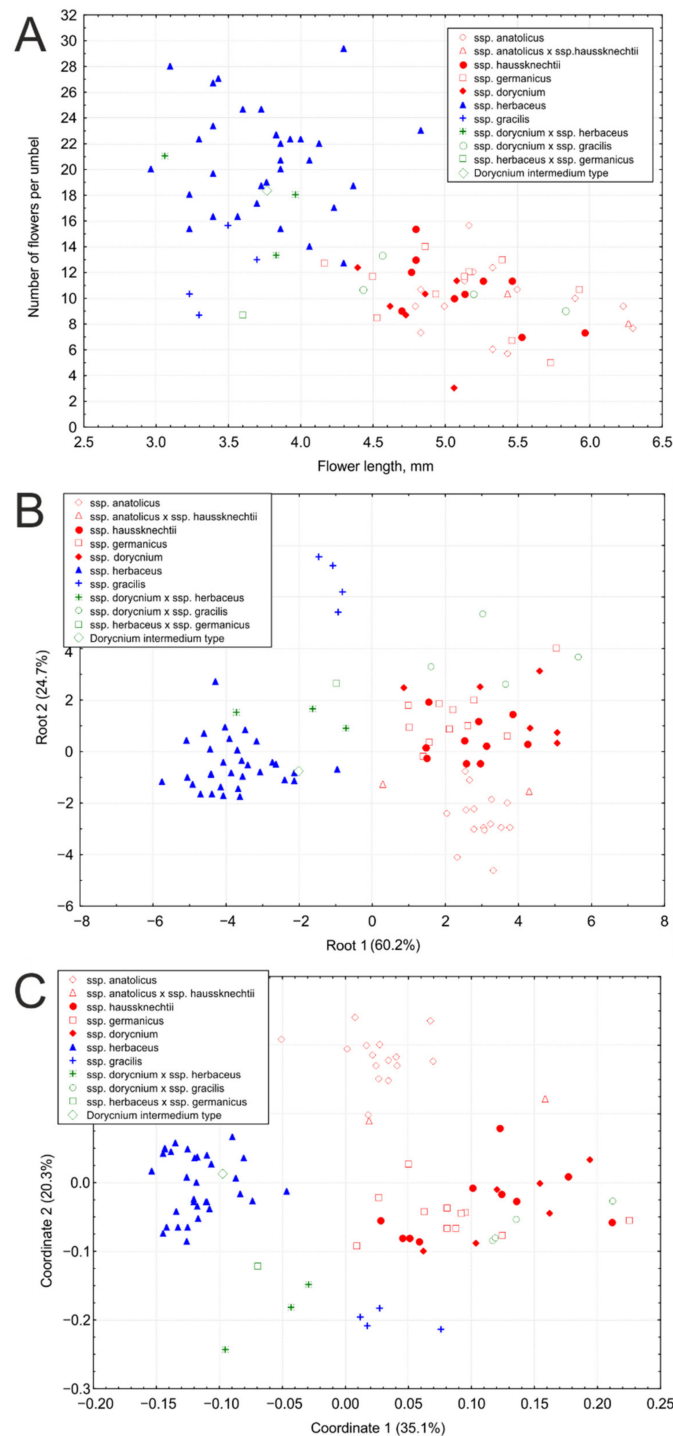 A
32
30
28
26
24
22
20
18
16
14
12
10
8
6
4
2
0
Number of flowers per umbel
ssp. anatolicus
ssp. anatolicus x ssp.haussknechtii
ssp. haussknechtii
ssp. germanicus
ssp. dorycnium
ssp. herbaceus
ssp. gracilis
ssp. dorycnium x ssp. herbaceus
ssp. dorycnium x ssp. gracilis
ssp. herbaceus x ssp. germanicus
Dorycnium intermedium type
2.5 3.0 3.5 4.0 4.5 5.0 5.5 6.0 6.5
Flower length, mm
B
ssp. anatolicus
ssp. anatolicus x ssp. haussknechtii
ssp. haussknechtii
ssp. germanicus
ssp. dorycnium
ssp. herbaceus
ssp. gracilis
ssp. dorycnium x ssp. herbaceus
ssp. dorycnium x ssp. gracilis
ssp. herbaceus x ssp. germanicus
Dorycnium intermedium type
4
2
0
−2
−4
−6
Root 2 (24.7%)
−8 −6 −4 −2 0 2 4 6 8
Root 1 (60.2%)
C
ssp. anatolicus
ssp. anatolicus x ssp. haussknechtii
ssp. haussknechtii
ssp. germanicus
ssp. dorycnium
ssp. herbaceus
ssp. gracilis
ssp. dorycnium x ssp. herbaceus
ssp. dorycnium x ssp. gracilis
ssp. herbaceus x ssp. germanicus
Dorycnium intermedium type
0.0
−0.1
−0.2
−0.3
Coordinate 2 (20.3%)
−0.20 −0.15 −0.10 −0.05 0.00 0.05 0.10 0.15 0.20 0.25
Coordinate 1 (35.1%)